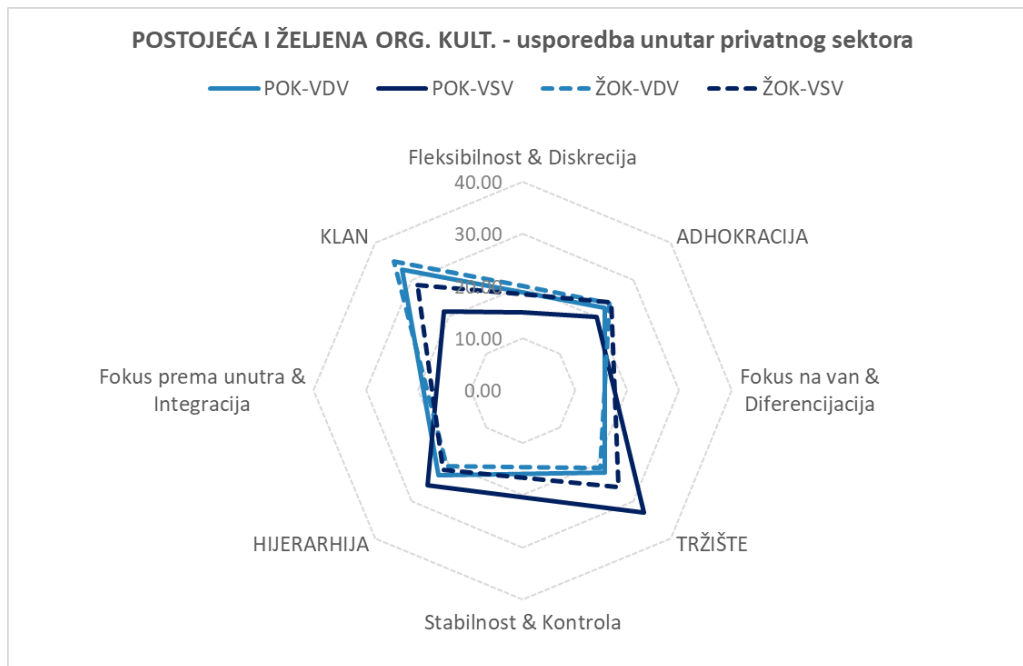 POSTOJEĆA I ŽELJENA ORG. KULT. - usporedba unutar privatnog sektora
POK-VDV POK-VSV ŽOK-VDV ŽOK-VSV
Fleksibilnost & Diskrecija
40.00
KLAN
30.00
ADHOKRACIJA
20.00
10.00
Fokus prema unutra &
Integracija
0.00
Fokus na van &
Diferencijacija
HIJERARHIJA
TRŽIŠTE
Stabilnost & Kontrola